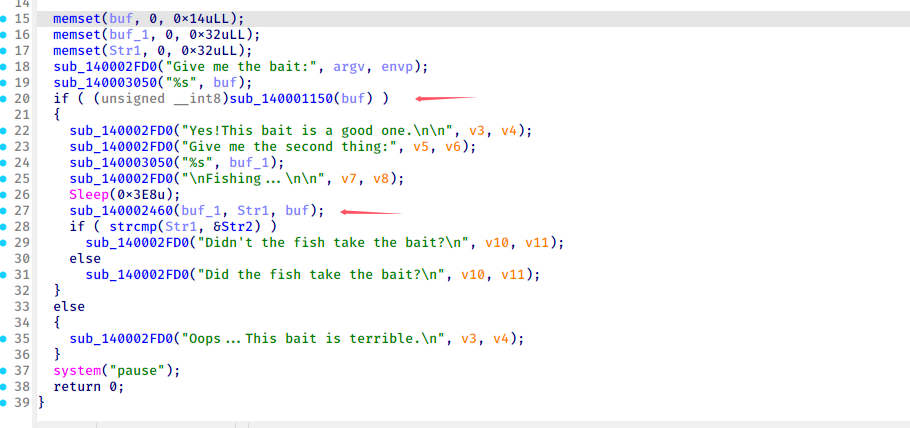 14
15 memset(buf, 0, 0×14uLL);
16 memset(buf_1, 0, 0×32uLL);
17 memset(Str1, 0, 0×32uLL);
18 sub_140002FD0("Give me the bait:", argv, envp);
19 sub_140003050("%s", buf);
20 if ( (unsigned __int8)sub_140001150(buf) )
21 {
22 sub_140002FD0("Yes!This bait is a good one.\n\n", v3, v4);
23 sub_140002FD0("Give me the second thing:", v5, v6);
24 sub_140003050("%s", buf_1);
25 sub_140002FD0("\nFishing...\n\n", v7, v8);
26 Sleep(0×3E8u);
27 sub_140002460(buf_1, Str1, buf);
28 if ( strcmp(Str1, &Str2) )
29 sub_140002FD0("Didn't the fish take the bait?\n", v10, v11);
30 else
31 sub_140002FD0("Did the fish take the bait?\n", v10, v11);
32 }
33 else
34 {
35 sub_140002FD0("Oops...This bait is terrible.\n", v3, v4);
36 }
37 system("pause");
38 return 0;
39 }